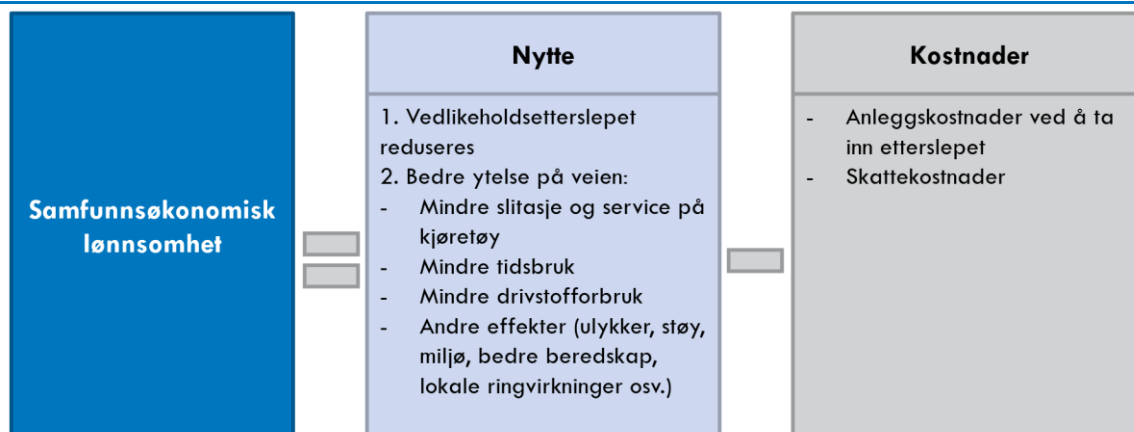 Samfunnsøkonomisk
lønnsomhet
Nytte
1. Vedlikeholdsetterslepet
reduseres
2. Bedre ytelse på veien:
- Mindre slitasje og service på
kjøretøy
- Mindre tidsbruk
- Mindre drivstofforbruk
- Andre effekter (ulykker, støy,
miljø, bedre beredskap,
lokale ringvirkninger osv.)
Kostnader
- Anleggskostnader ved å ta
inn etterslepet
- Skattekostnader